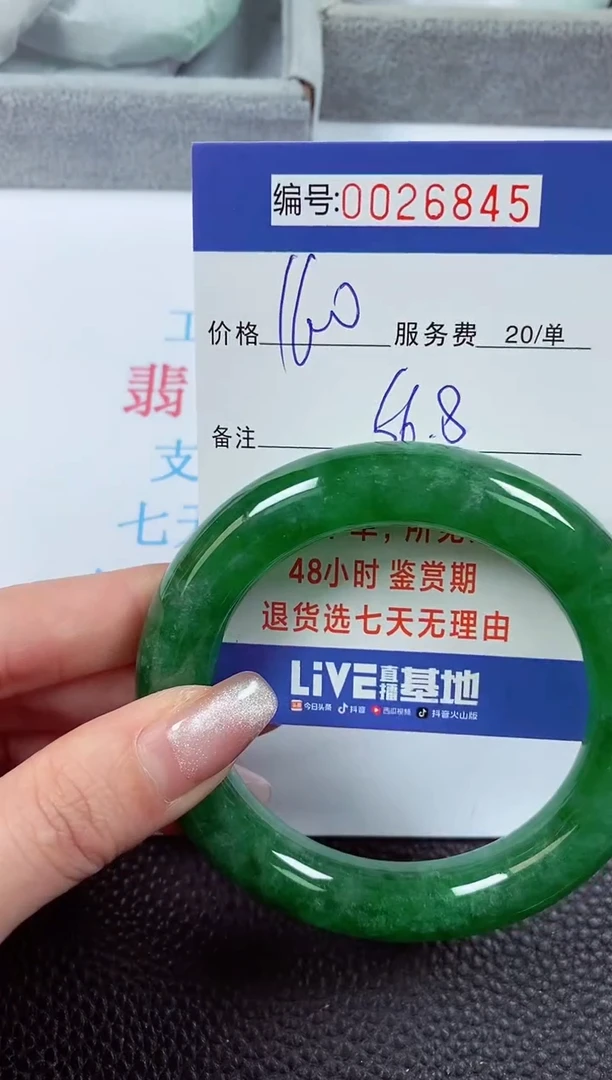 编号:0026845
价格 160 服务费 20/单
备注 56.8
工
翡
支
七天
48小时 鉴赏期
退货选七天无理由
LiVE直播基地
今日头条 抖音 西瓜视频 抖音火山版